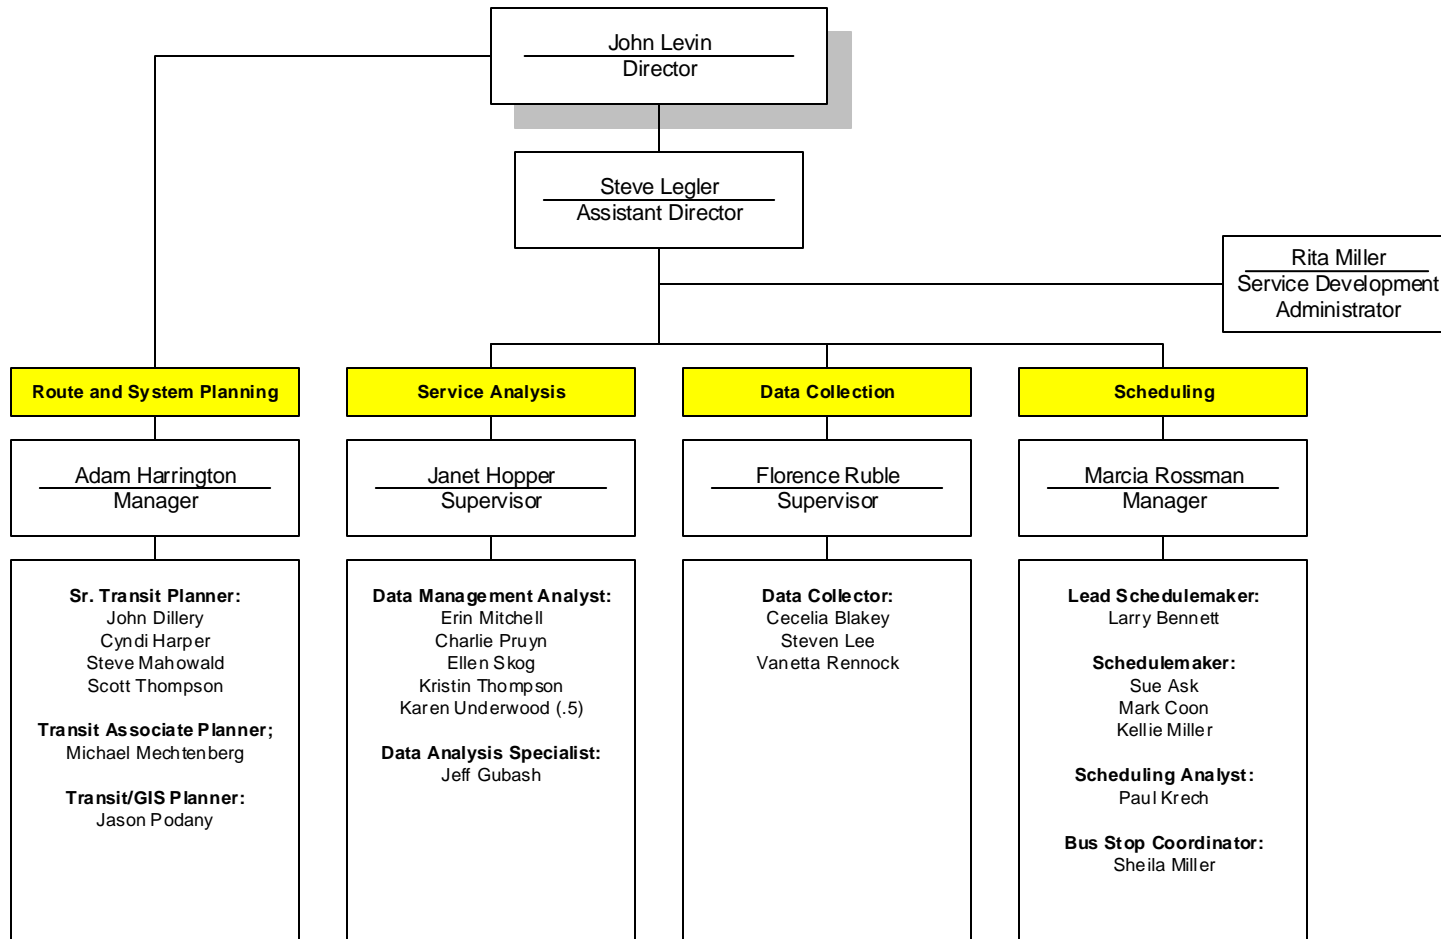 John Levin
Director
Steve Legler
Assistant Director
Rita Miller
Service Development
Administrator
Route and System Planning
Adam Harrington
Manager
Sr. Transit Planner:
John Dillery
Cyndi Harper
Steve Mahowald
Scott Thompson
Transit Associate Planner;
Michael Mechtenberg
Transit/GIS Planner:
Jason Podany
Service Analysis
Janet Hopper
Supervisor
Data Management Analyst:
Erin Mitchell
Charlie Pruyn
Ellen Skog
Kristin Thompson
Karen Underwood (.5)
Data Analysis Specialist:
Jeff Gubash
Data Collection
Florence Ruble
Supervisor
Data Collector:
Cecelia Blakey
Steven Lee
Vanetta Rennock
Scheduling
Marcia Rossman
Manager
Lead Schedulemaker:
Larry Bennett
Schedulemaker:
Sue Ask
Mark Coon
Kellie Miller
Scheduling Analyst:
Paul Krech
Bus Stop Coordinator:
Sheila Miller